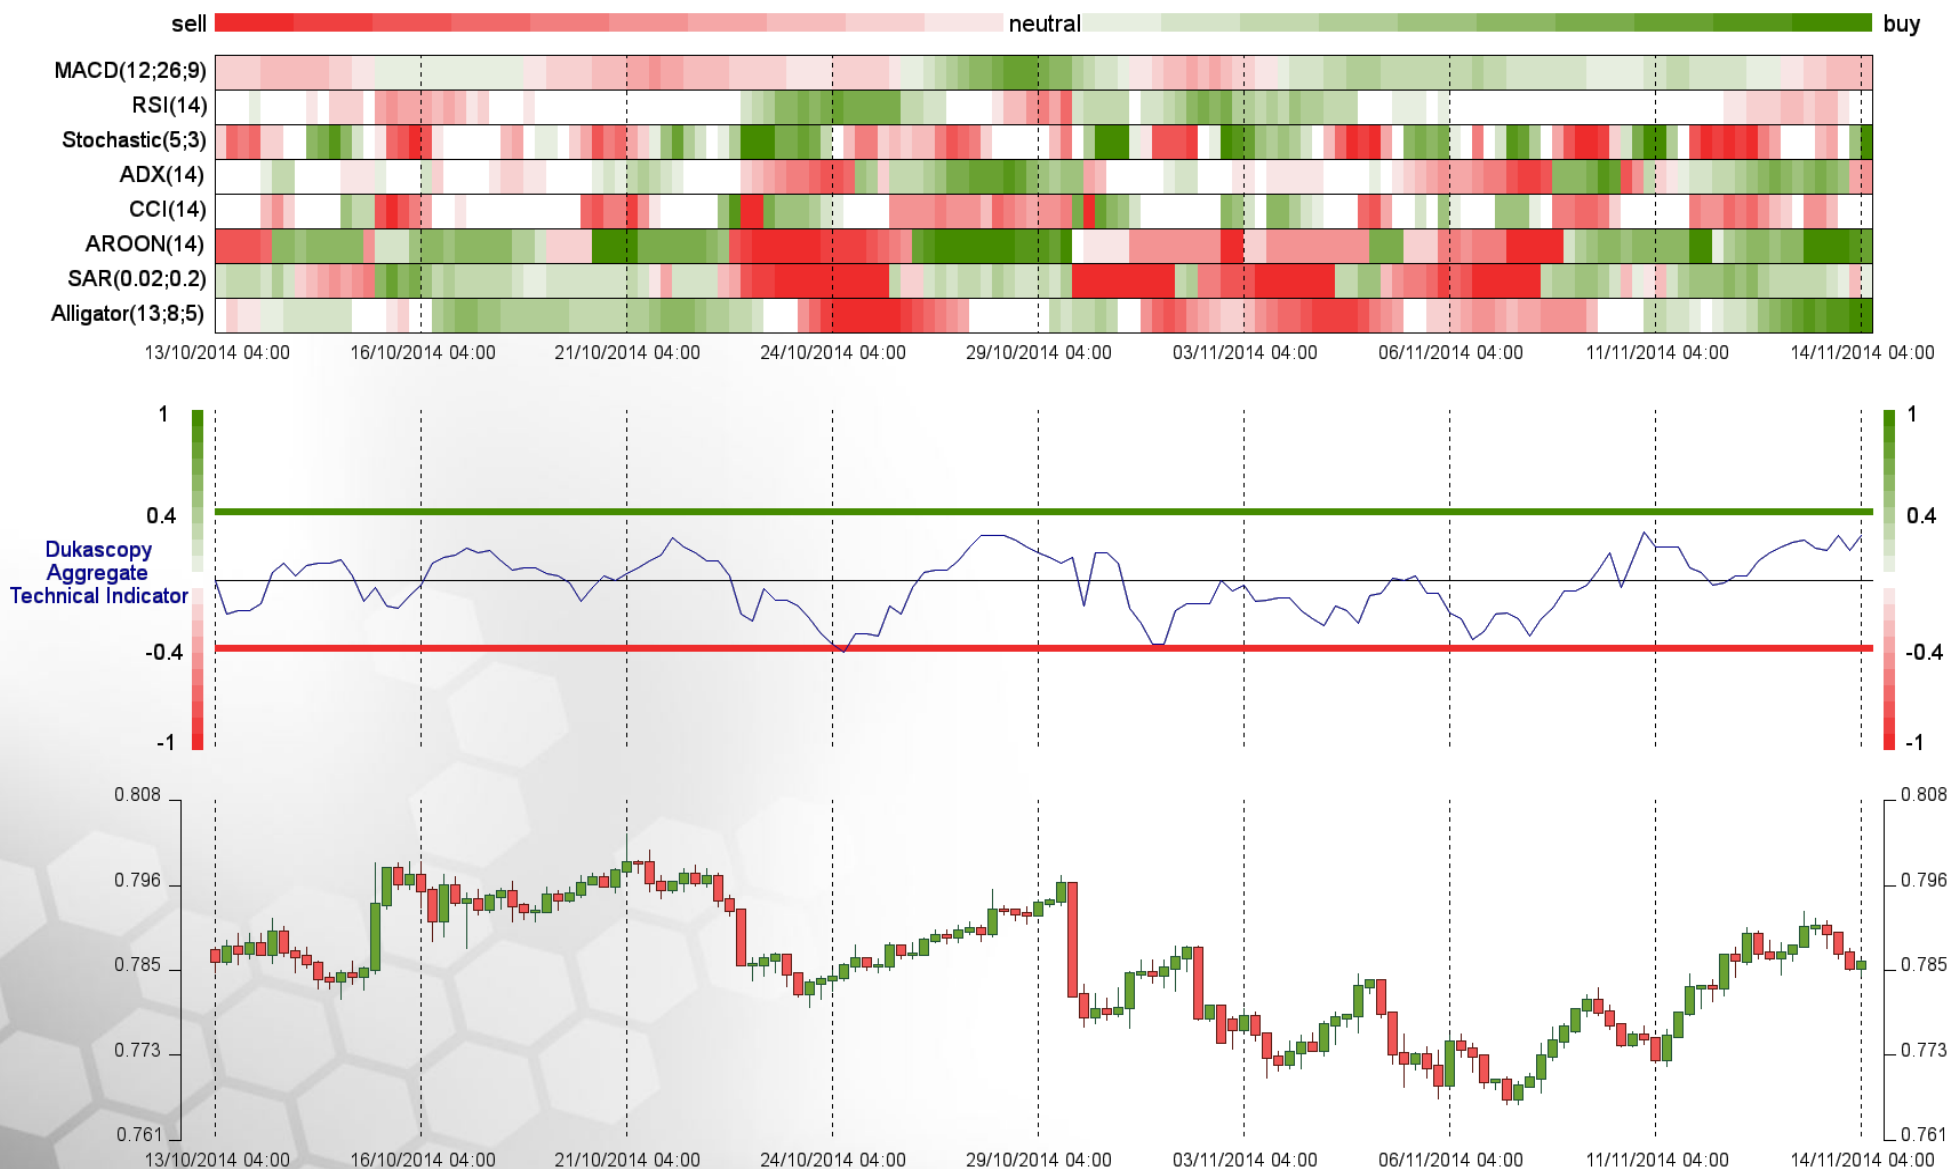 sell neutral buy
MACD(12;26;9)
RSI(14)
Stochastic(5;3)
ADX(14)
CCI(14)
AROON(14)
SAR(0.02;0.2)
Alligator(13;8;5)
13/10/2014 04:00 16/10/2014 04:00 21/10/2014 04:00 24/10/2014 04:00 29/10/2014 04:00 03/11/2014 04:00 06/11/2014 04:00 11/11/2014 04:00 14/11/2014 04:00
1 1
0.4 0.4
Dukascopy
Aggregate
Technical Indicator
-0.4 -0.4
-1 -1
0.808 0.808
0.796 0.796
0.785 0.785
0.773 0.773
0.761 0.761
13/10/2014 04:00 16/10/2014 04:00 21/10/2014 04:00 24/10/2014 04:00 29/10/2014 04:00 03/11/2014 04:00 06/11/2014 04:00 11/11/2014 04:00 14/11/2014 04:00